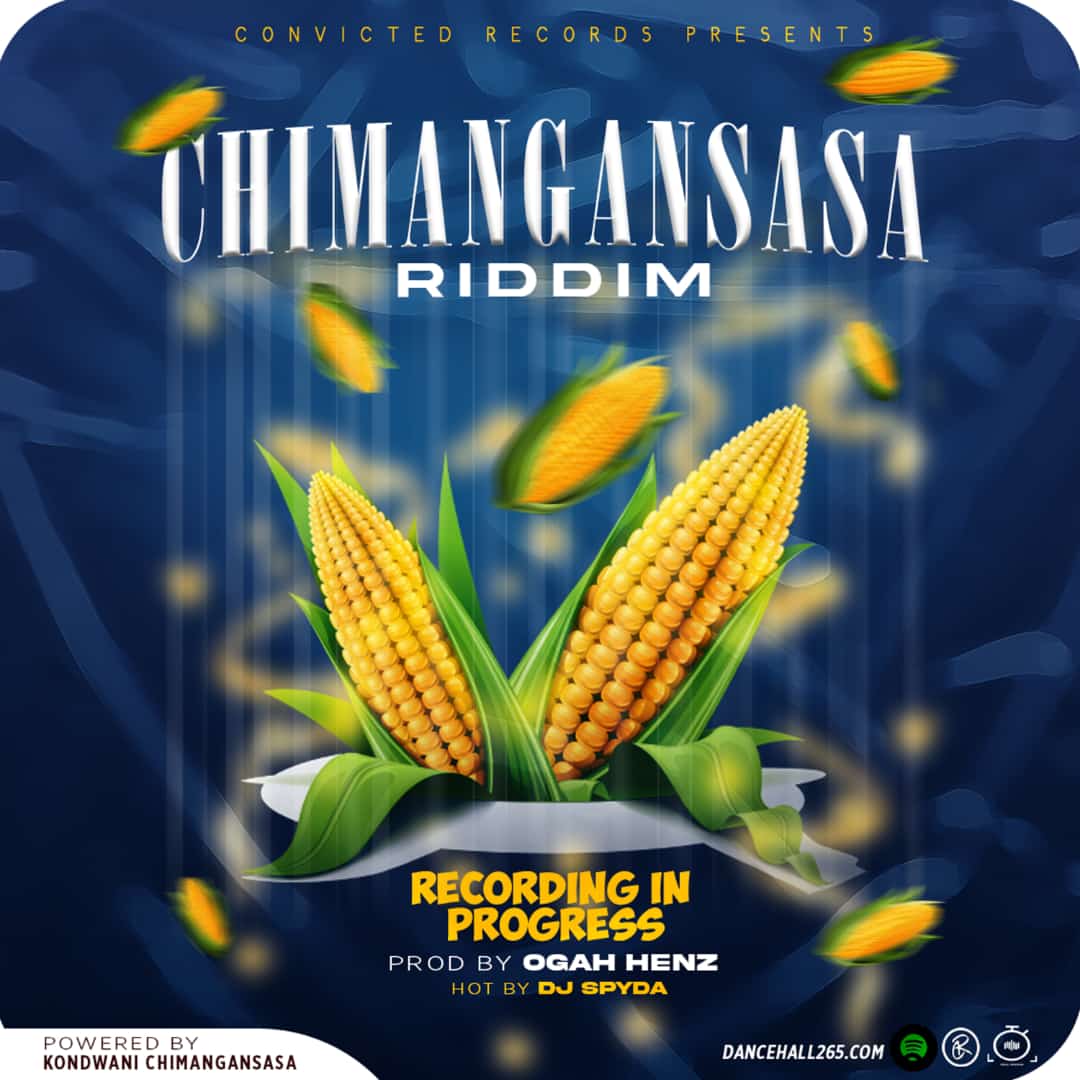 CONVICTED RECORDS PRESENTS
CHIMANGANSASA
RIDDIM
RECORDING IN
PROGRESS
PROD BY OGAH HENZ
HOT BY DJ SPYDA
POWERED BY
KONDWANI CHIMANGANSASA
DANCEHALL265.COM